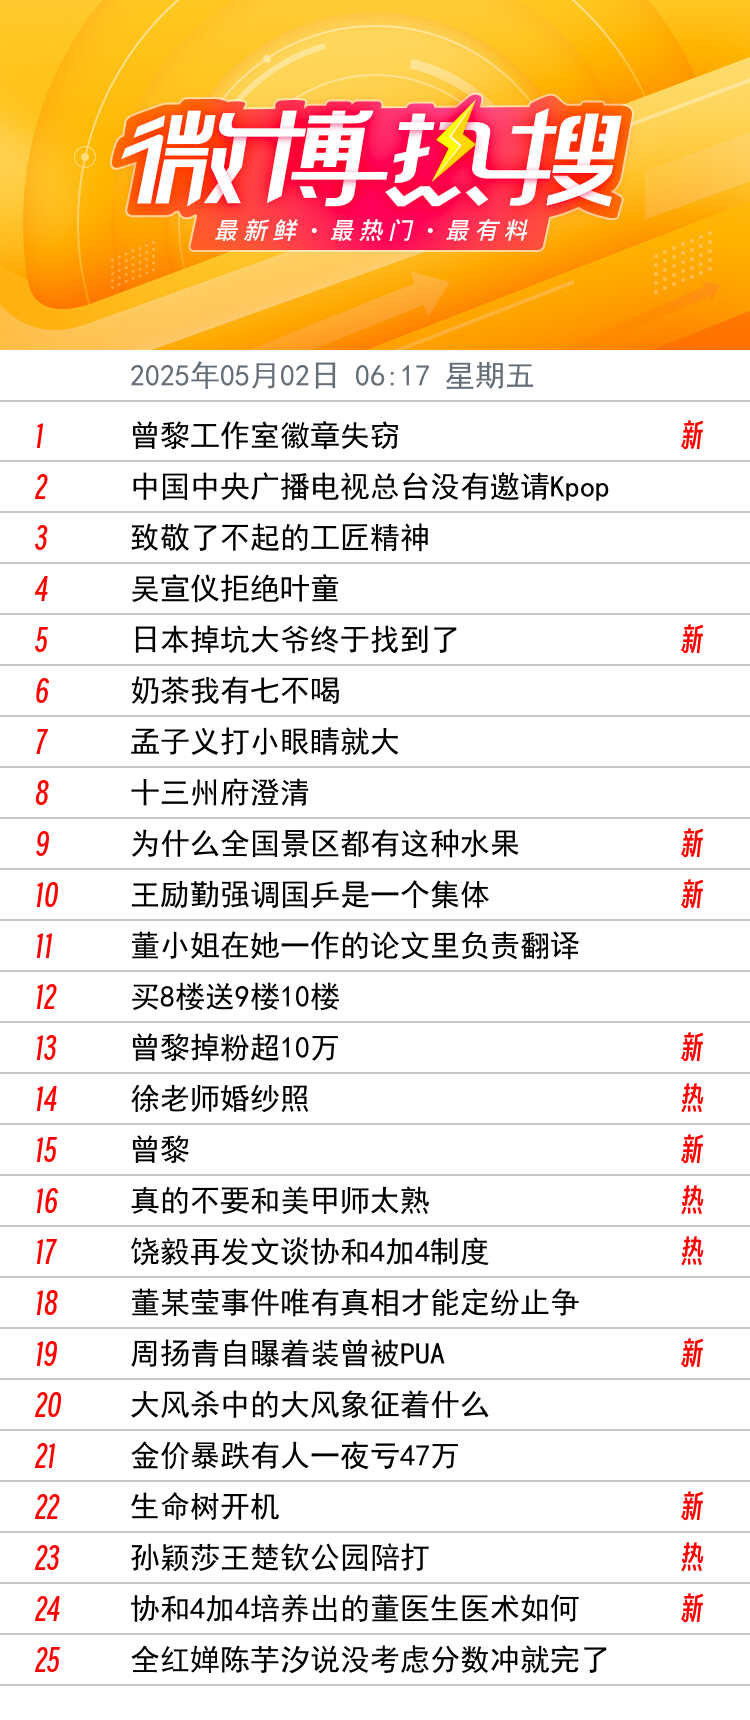 微博热搜
最新鲜·最热门·最有料
2025年05月02日 06:17 星期五
1 曾黎工作室徽章失窃 新
2 中国中央广播电视总台没有邀请Kpop
3 致敬了不起的工匠精神
4 吴宣仪拒绝叶童
5 日本掉坑大爷终于找到了 新
6 奶茶我有七不喝
7 孟子义打小眼睛就大
8 十三州府澄清
9 为什么全国景区都有这种水果 新
10 王励勤强调国乒是一个集体 新
11 董小姐在她一作的论文里负责翻译
12 买8楼送9楼10楼
13 曾黎掉粉超10万 新
14 徐老师婚纱照 热
15 曾黎 新
16 真的不要和美甲师太熟 热
17 饶毅再发文谈协和4加4制度 热
18 董某莹事件唯有真相才能定纷止争
19 周扬青自曝着装曾被PUA 新
20 大风杀中的大风象征着什么
21 金价暴跌有人一夜亏47万
22 生命树开机 新
23 孙颖莎王楚钦公园陪打 热
24 协和4加4培养出的董医生医术如何 新
25 全红婵陈芋汐说没考虑分数冲就完了